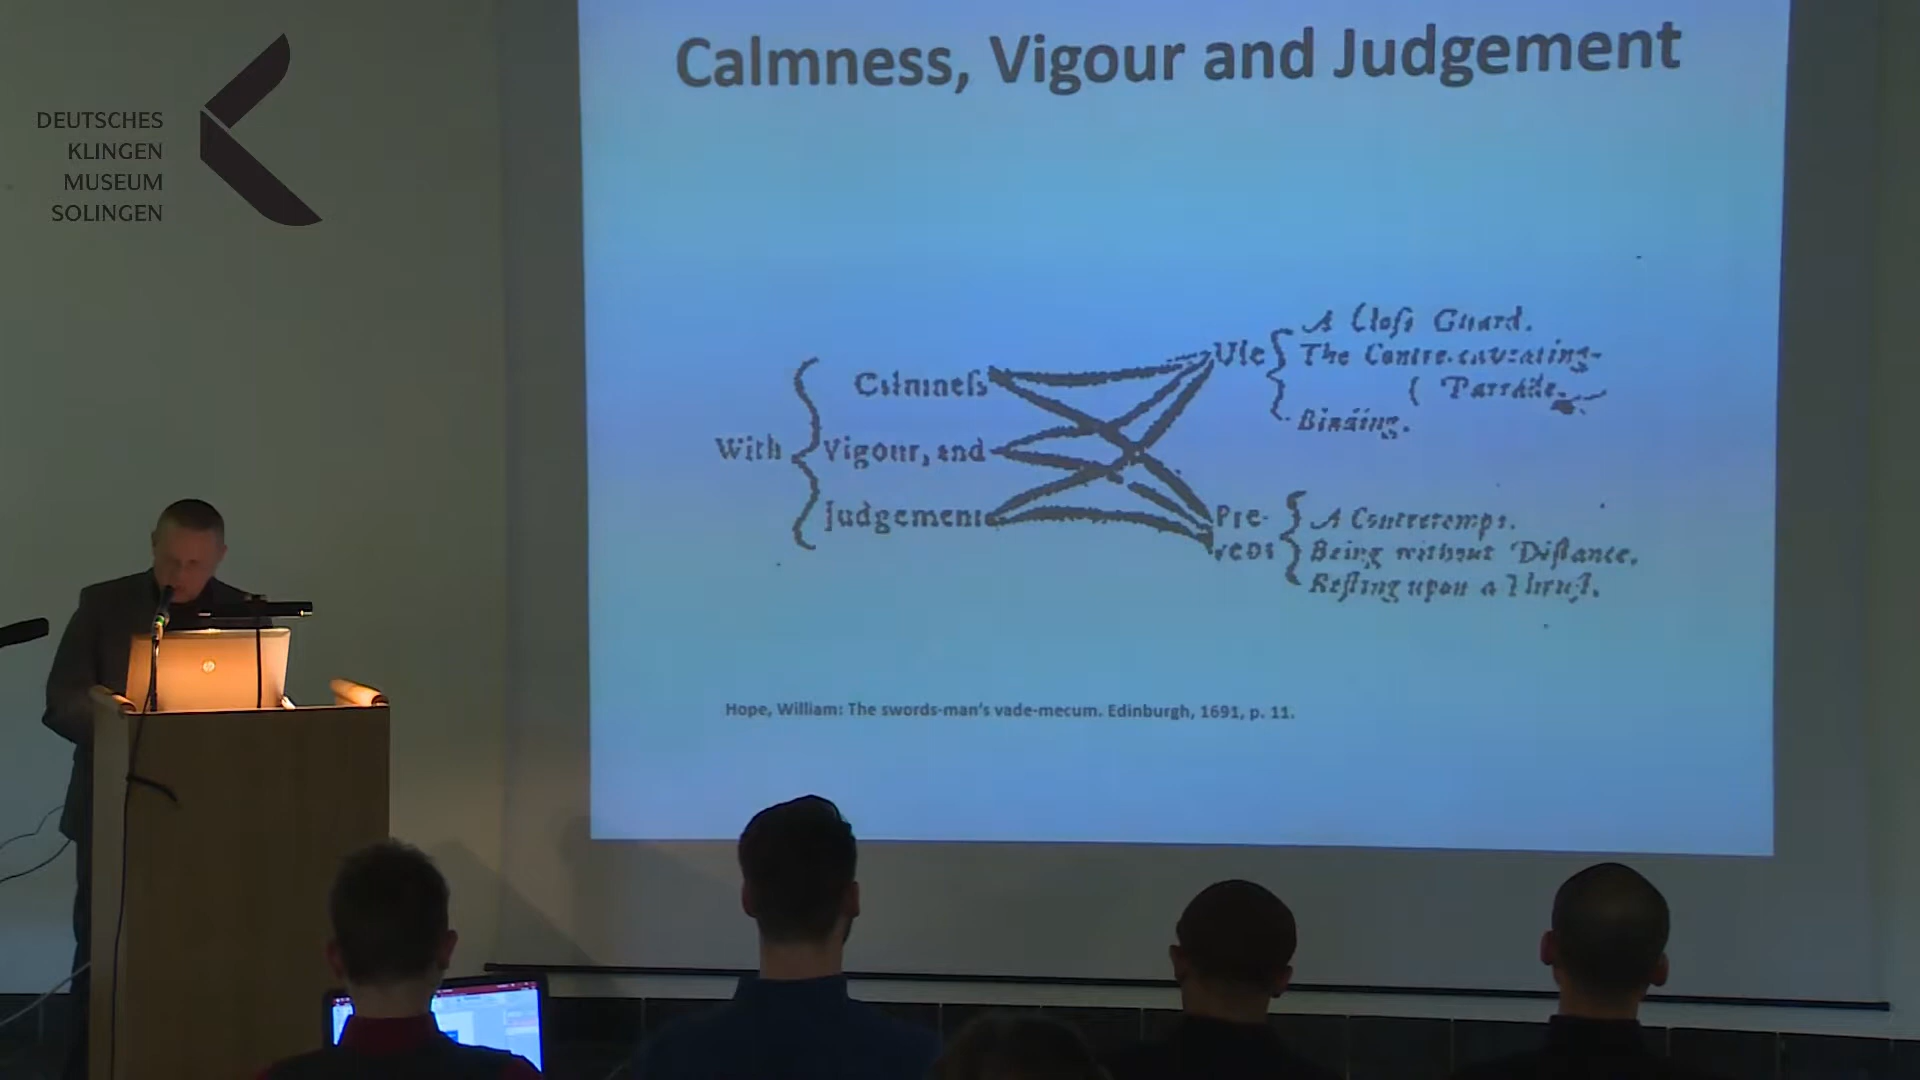 DEUTSCHES
KLINGEN
MUSEUM
SOLINGEN
Calmness, Vigour and Judgement
With
Calmneſs
Vigour, and
Judgement
Uſe
A Cloſs Guard.
The Contre-caveating-
( Parrade.
Binding.
Pre-
vent
A Contretemps.
Being without Diſtance.
Reſting upon a Thruſt.
Hope, William: The swords-man's vade-mecum. Edinburgh, 1691, p. 11.